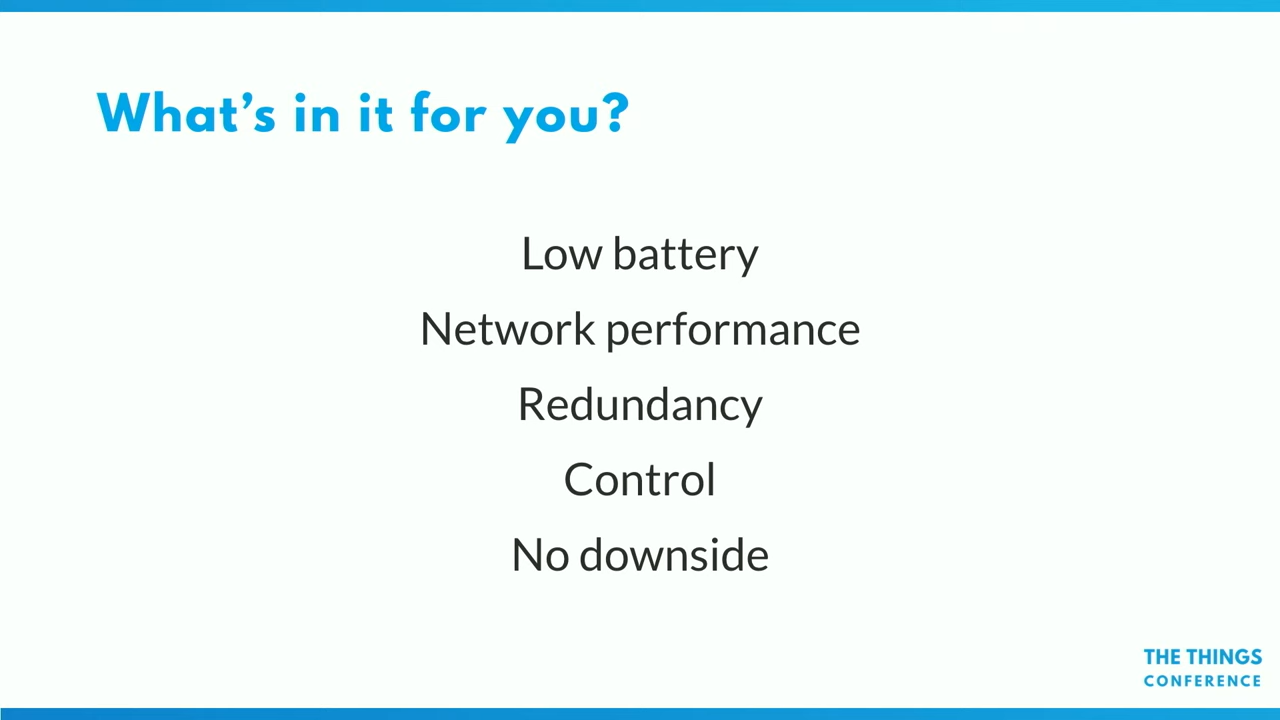 What’s in it for you?
Low battery
Network performance
Redundancy
Control
No downside
THE THINGS
CONFERENCE